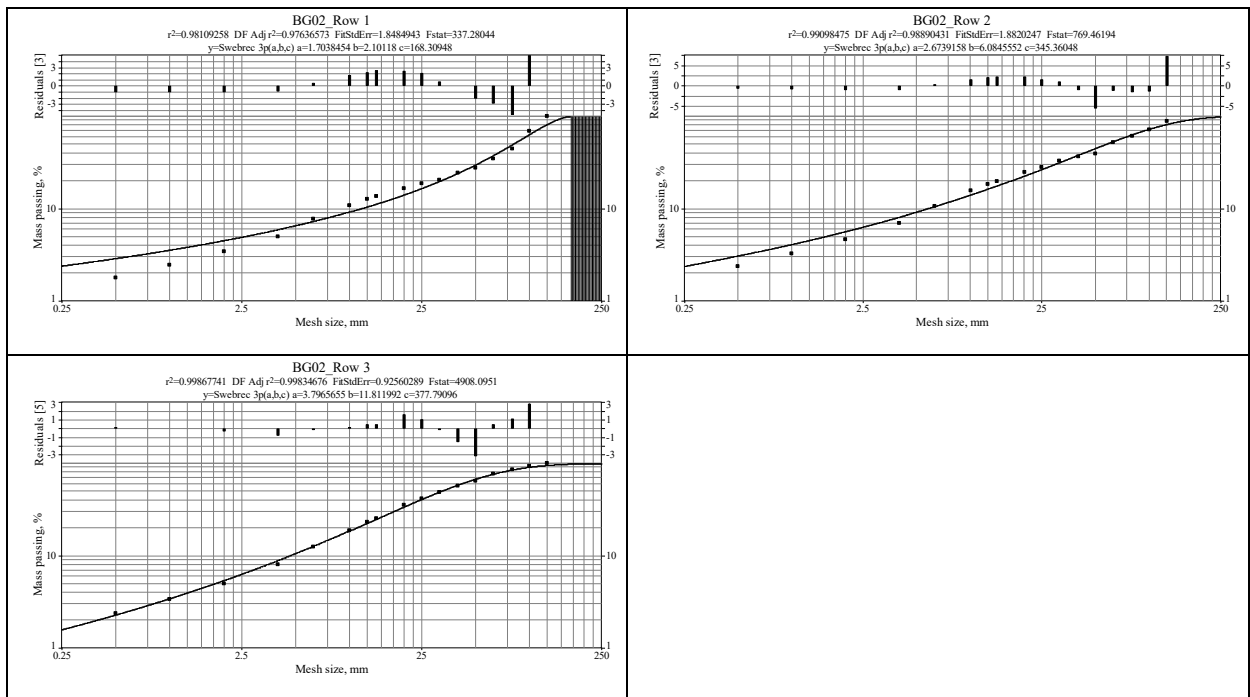 BG02_Row 1
r²=0.98109258 DF Adj r²=0.97636573 FitStdErr=1.8484943 Fstat=337.28044
y=Swebrec 3p(a,b,c) a=1.7038454 b=2.10118 c=168.30948
Residuals [3]
3
0
-3
3
0
-3
Mass passing, %
10
1
10
1
0.25
2.5
25
250
Mesh size, mm
BG02_Row 2
r²=0.99098475 DF Adj r²=0.98890431 FitStdErr=1.8820247 Fstat=769.46194
y=Swebrec 3p(a,b,c) a=2.6739158 b=6.0845552 c=345.36048
Residuals [3]
5
0
-5
5
0
-5
Mass passing, %
10
1
10
1
0.25
2.5
25
250
Mesh size, mm
BG02_Row 3
r²=0.99867741 DF Adj r²=0.99834676 FitStdErr=0.92560289 Fstat=4908.0951
y=Swebrec 3p(a,b,c) a=3.7965655 b=11.811992 c=377.79096
Residuals [5]
3
1
-1
-3
3
1
-1
-3
Mass passing, %
10
1
10
1
0.25
2.5
25
250
Mesh size, mm